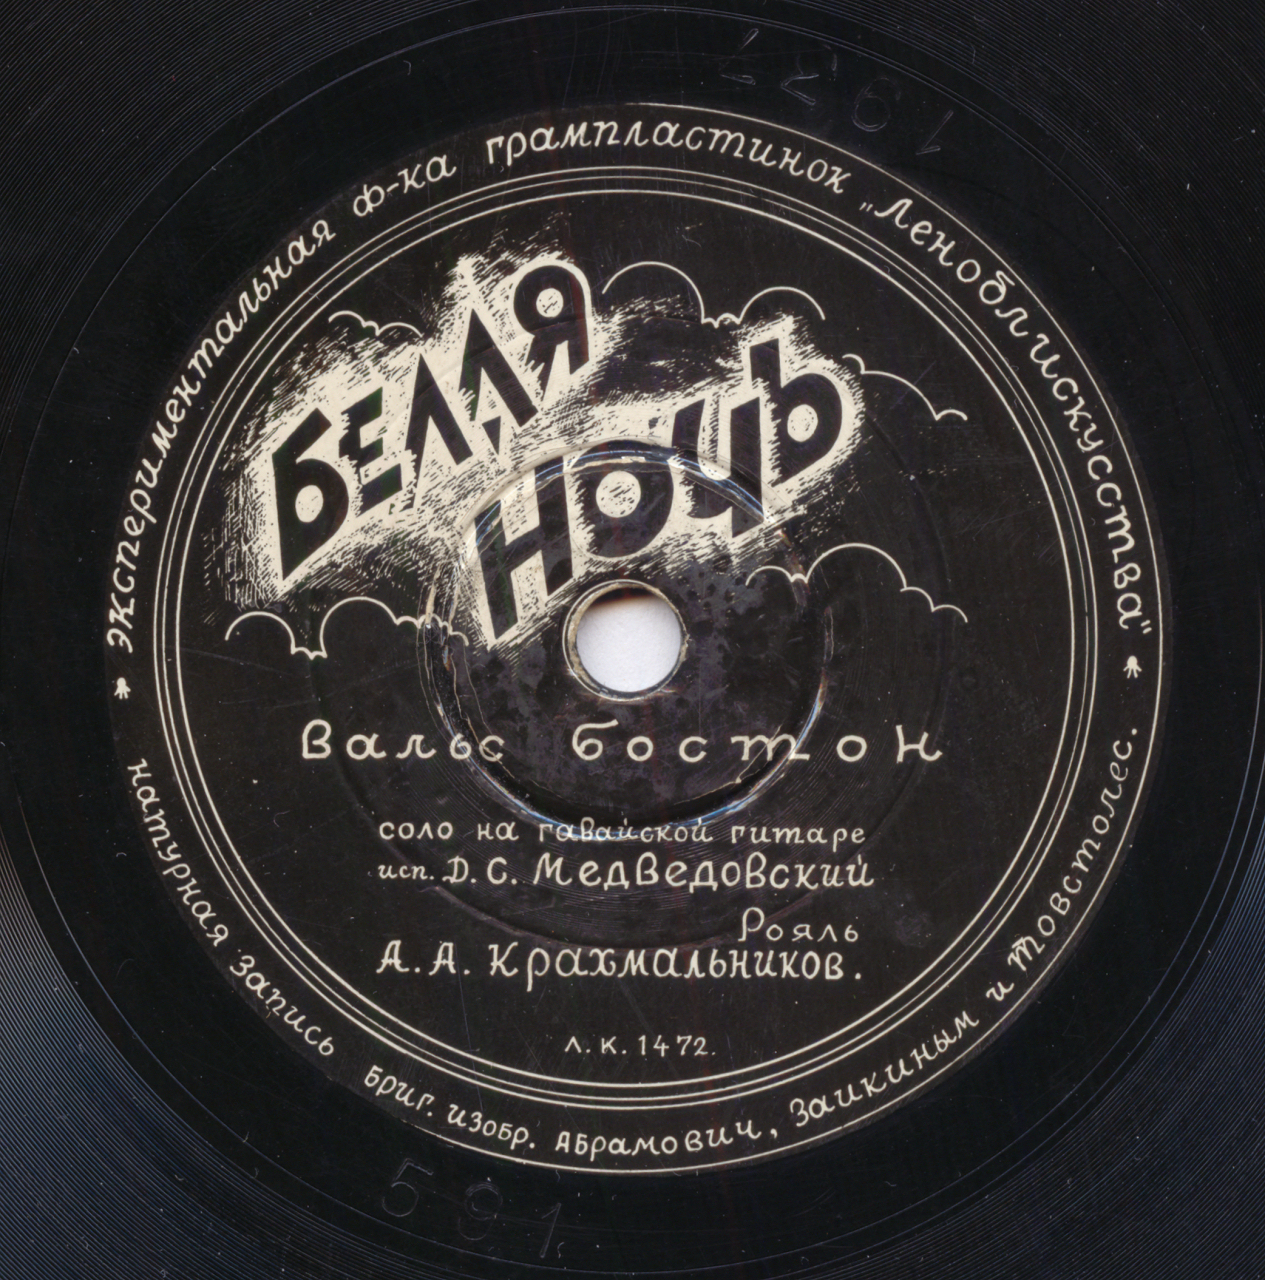 Экспериментальная ф-ка грампластинок „Леноблискусства"
БЕЛАЯ
НОЧЬ
Вальс бостон
соло на гавайской гитаре
исп. Д. С. Медведовский
Рояль
А. А. Крахмальников.
Л. К. 1472.
натурная запись бриг. изобр. Абрамович, Заикиным и Товстолес.
591